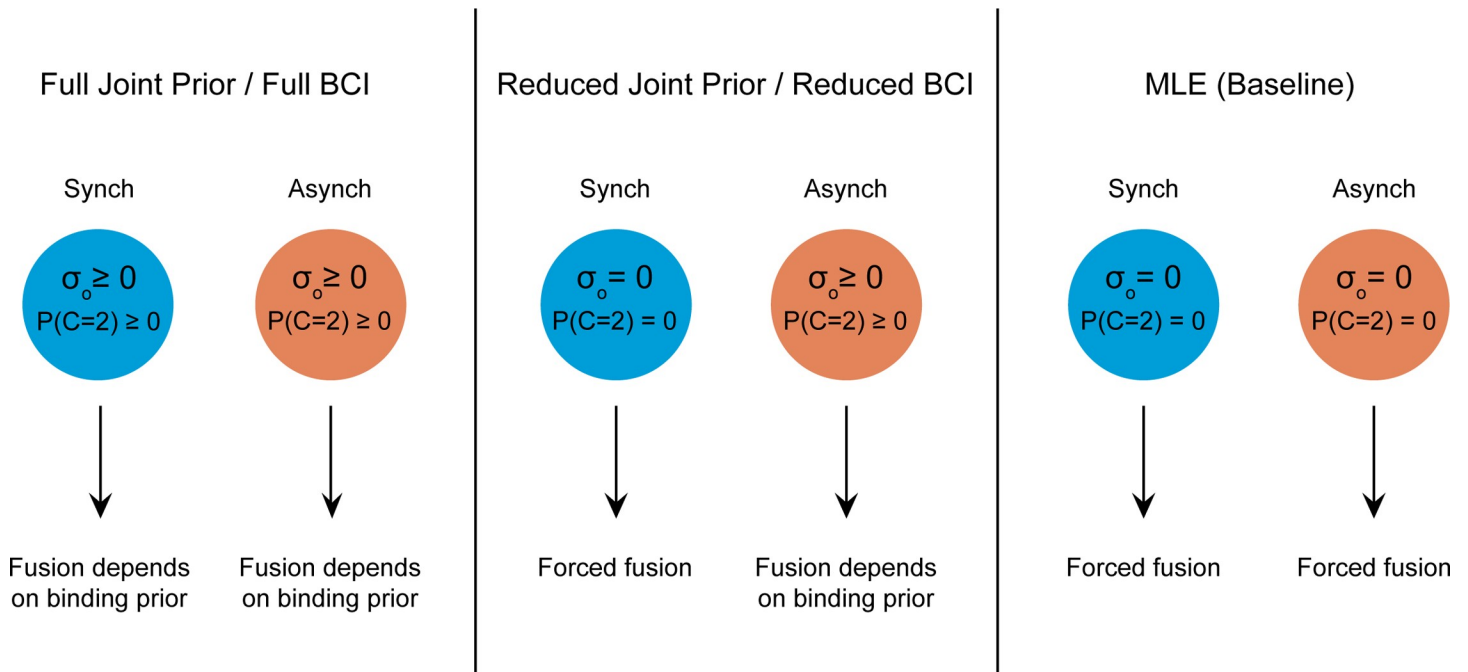 Full Joint Prior / Full BCI
Synch
Asynch
σo ≥ 0
P(C=2) ≥ 0
σo ≥ 0
P(C=2) ≥ 0
Fusion depends
on binding prior
Fusion depends
on binding prior
Reduced Joint Prior / Reduced BCI
Synch
Asynch
σo = 0
P(C=2) = 0
σo ≥ 0
P(C=2) ≥ 0
Forced fusion
Fusion depends
on binding prior
MLE (Baseline)
Synch
Asynch
σo = 0
P(C=2) = 0
σo = 0
P(C=2) = 0
Forced fusion
Forced fusion